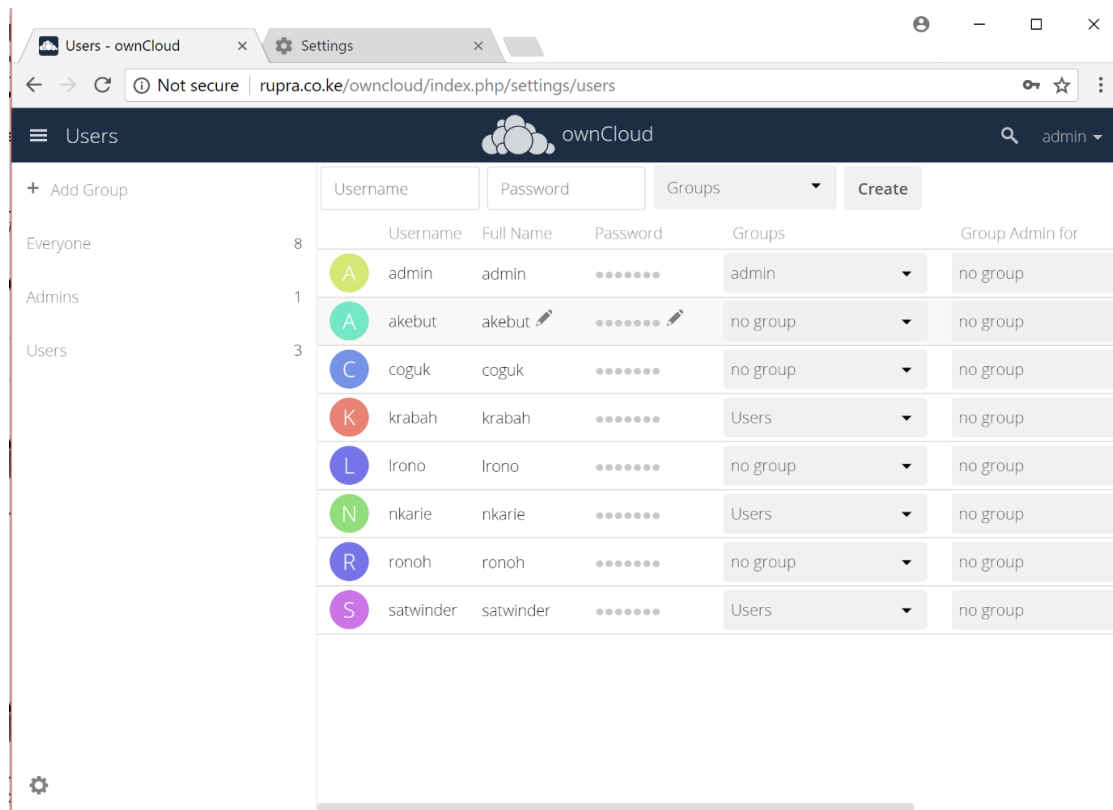 Users - ownCloud Settings
Not secure rupra.co.ke/owncloud/index.php/settings/users
Users ownCloud admin
+ Add Group
Everyone 8
Admins 1
Users 3
Username Password Groups Create
Username Full Name Password Groups Group Admin for
A admin admin ●●●●●●● admin no group
A akebut akebut ●●●●●●● no group no group
C coguk coguk ●●●●●●● no group no group
K krabah krabah ●●●●●●● Users no group
L lrono lrono ●●●●●●● no group no group
N nkarie nkarie ●●●●●●● Users no group
R ronoh ronoh ●●●●●●● no group no group
S satwinder satwinder ●●●●●●● Users no group